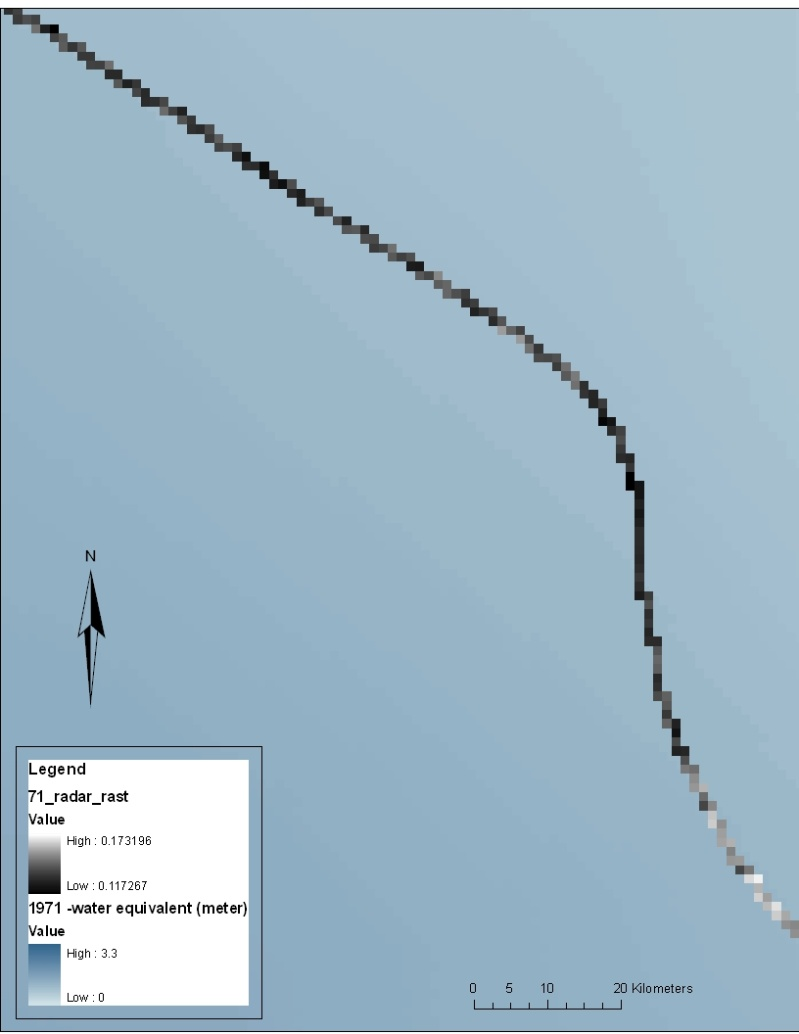 N
Legend
71_radar_rast
Value
High : 0.173196
Low : 0.117267
1971 -water equivalent (meter)
Value
High : 3.3
Low : 0
0 5 10 20 Kilometers